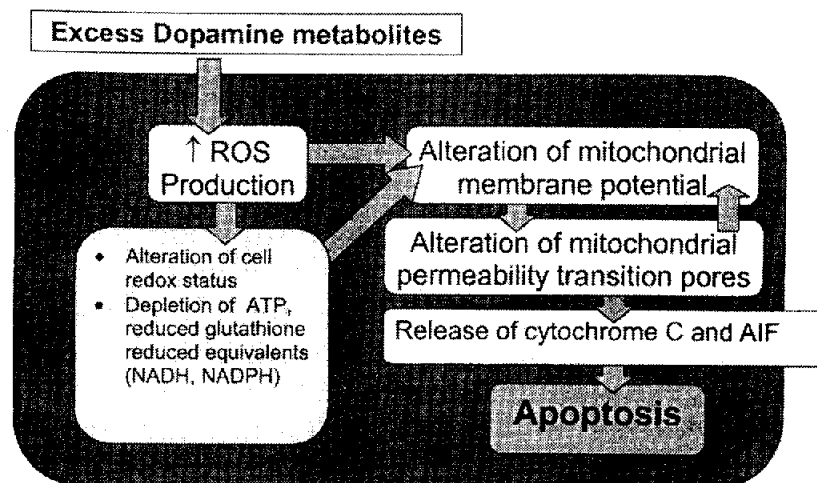 Excess Dopamine metabolites
↑ ROS
Production
Alteration of mitochondrial
membrane potential
• Alteration of cell
redox status
• Depletion of ATP,
reduced glutathione
reduced equivalents
(NADH, NADPH)
Alteration of mitochondrial
permeability transition pores
Release of cytochrome C and AIF
Apoptosis